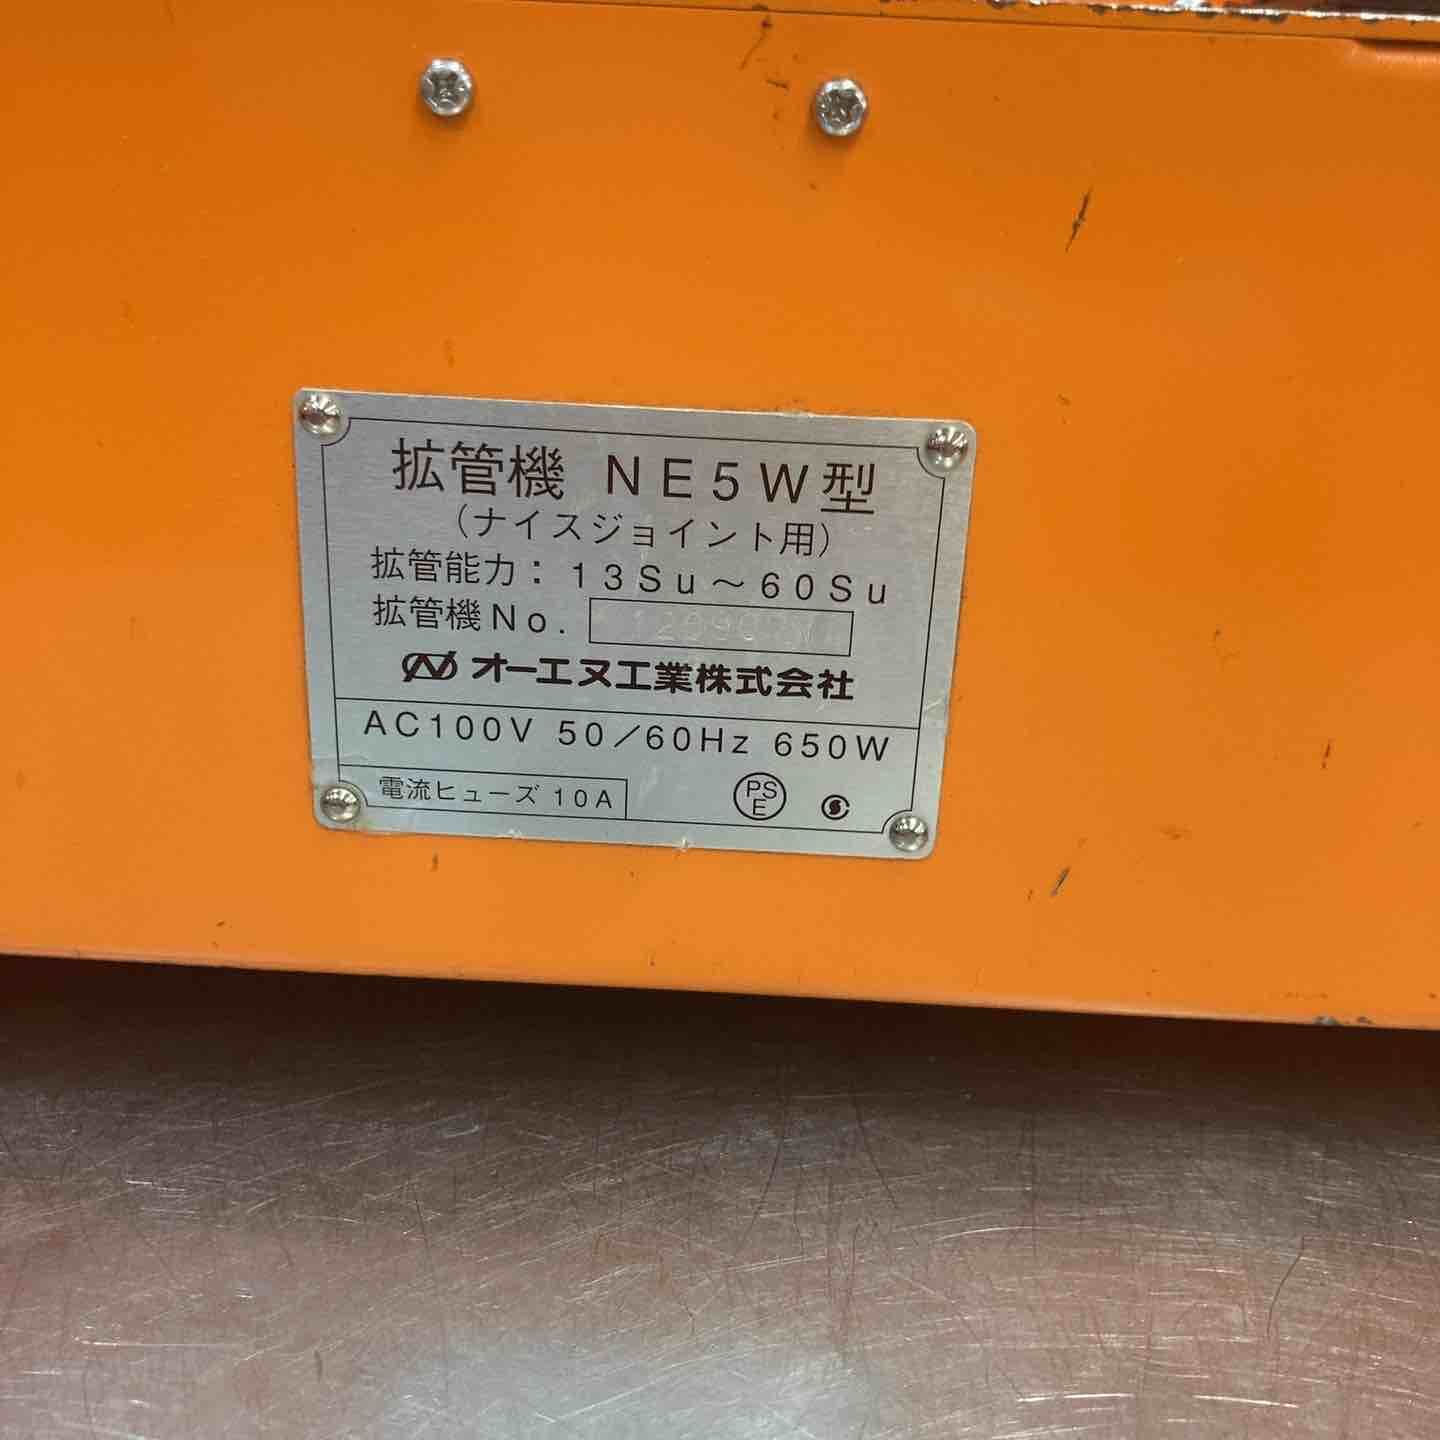 拡管機 NE5W型
(ナイスジョイント用)
拡管能力：13Su～60Su
拡管機No.
オーエヌ工業株式会社
AC100V 50／60Hz 650W
電流ヒューズ 10A
PS
E